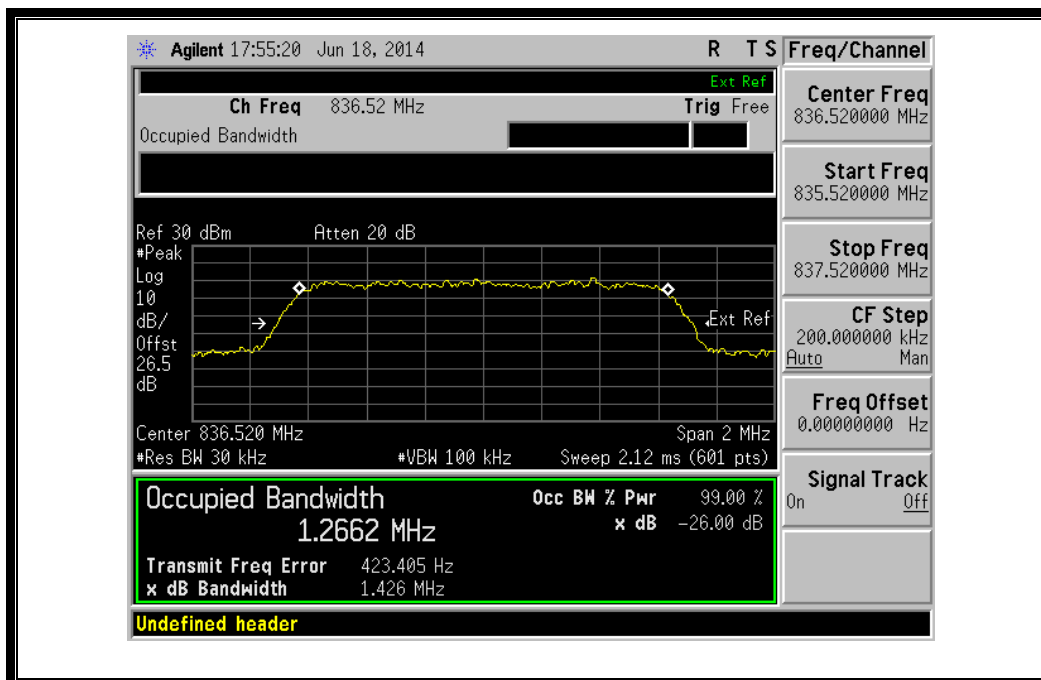 Agilent 17:55:20 Jun 18, 2014 R T S
Ext Ref
Ch Freq 836.52 MHz Trig Free
Occupied Bandwidth
Ref 30 dBm Atten 20 dB
#Peak
Log
10
dB/
Offst
26.5
dB
Ext Ref
Center 836.520 MHz Span 2 MHz
#Res BW 30 kHz #VBW 100 kHz Sweep 2.12 ms (601 pts)
Occupied Bandwidth
1.2662 MHz
Occ BW % Pwr 99.00 %
x dB -26.00 dB
Transmit Freq Error 423.405 Hz
x dB Bandwidth 1.426 MHz
Undefined header
Freq/Channel
Center Freq
836.520000 MHz
Start Freq
835.520000 MHz
Stop Freq
837.520000 MHz
CF Step
200.000000 kHz
Auto Man
Freq Offset
0.00000000 Hz
Signal Track
On Off